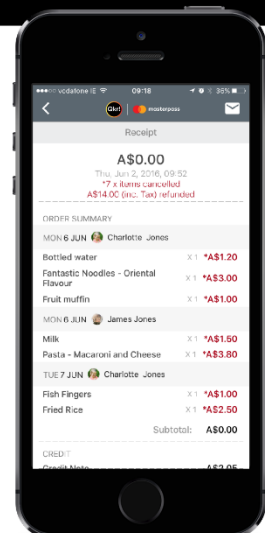 vodafone IE 09:18 36%
Qkr! masterpass
Receipt
A$0.00
Thu, Jun 2, 2016, 09:52
*7 x items cancelled
A$14.00 (inc. Tax) refunded
ORDER SUMMARY
MON 6 JUN Charlotte Jones
Bottled water X 1 *A$1.20
Fantastic Noodles - Oriental
Flavour X 1 *A$3.00
Fruit muffin X 1 *A$1.00
MON 6 JUN James Jones
Milk X 1 *A$1.50
Pasta - Macaroni and Cheese X 1 *A$3.80
TUE 7 JUN Charlotte Jones
Fish Fingers X 1 *A$1.00
Fried Rice X 1 *A$2.50
Subtotal: A$0.00
CREDIT
Credit Note A$2.05